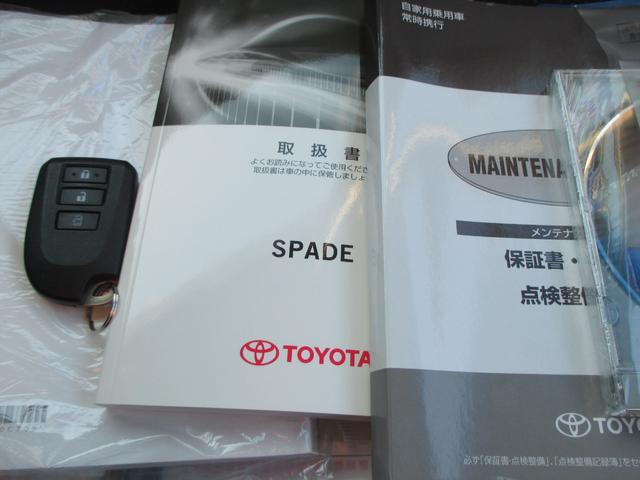 取扱書
よくお読みになってご使用くださ
取扱書は車の中に保管しましょ
SPADE
TOYOTA
自家用乗用車
常時携行
MAINTENA
メンテナ
保証書・
点検整備
TOYO
必ず「保証書・点検整備」、「点検整備記録簿」をセ